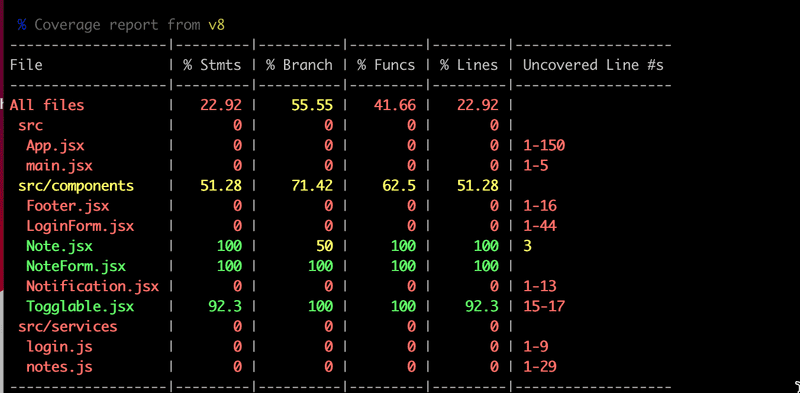 % Coverage report from v8
-------------------|---------|----------|---------|---------|-------------------
File               | % Stmts | % Branch | % Funcs | % Lines | Uncovered Line #s
-------------------|---------|----------|---------|---------|-------------------
All files          |   22.92 |    55.55 |   41.66 |   22.92 |
 src               |       0 |        0 |       0 |       0 |
  App.jsx          |       0 |        0 |       0 |       0 | 1-150
  main.jsx         |       0 |        0 |       0 |       0 | 1-5
 src/components    |   51.28 |    71.42 |    62.5 |   51.28 |
  Footer.jsx       |       0 |        0 |       0 |       0 | 1-16
  LoginForm.jsx    |       0 |        0 |       0 |       0 | 1-44
  Note.jsx         |     100 |       50 |     100 |     100 | 3
  NoteForm.jsx     |     100 |      100 |     100 |     100 |
  Notification.jsx |       0 |        0 |       0 |       0 | 1-13
  Togglable.jsx    |    92.3 |      100 |     100 |    92.3 | 15-17
 src/services      |       0 |        0 |       0 |       0 |
  login.js         |       0 |        0 |       0 |       0 | 1-9
  notes.js         |       0 |        0 |       0 |       0 | 1-29
-------------------|---------|----------|---------|---------|-------------------